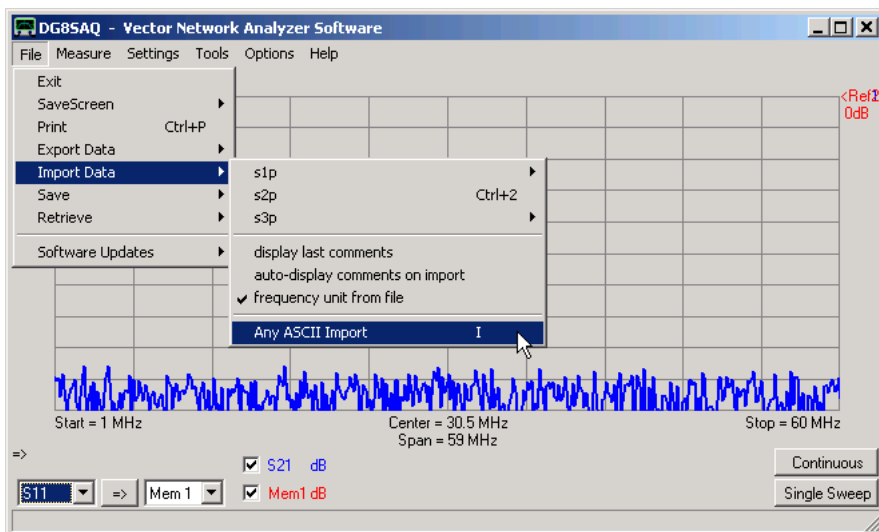 DG8SAQ - Vector Network Analyzer Software
File Measure Settings Tools Options Help
Exit
SaveScreen
Print Ctrl+P
Export Data
Import Data
Save
Retrieve
Software Updates
s1p
s2p Ctrl+2
s3p
display last comments
auto-display comments on import
frequency unit from file
Any ASCII Import I
0dB
Start = 1 MHz
Center = 30.5 MHz
Stop = 60 MHz
Span = 59 MHz
=>
S21 dB
Continuous
S11
=>
Mem 1
Mem1 dB
Single Sweep